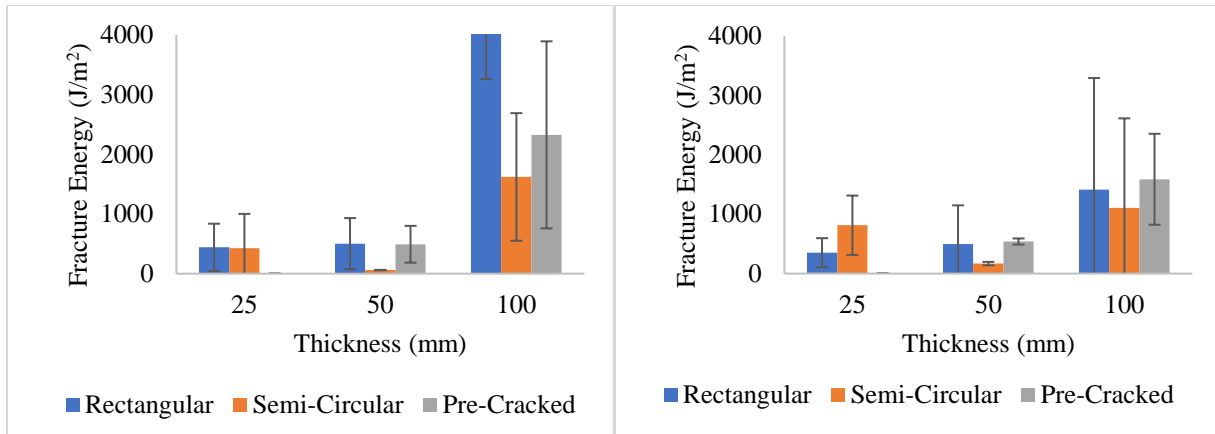 Fracture Energy (J/m²)
4000
3000
2000
1000
0
25 50 100
Thickness (mm)
Rectangular Semi-Circular Pre-Cracked
Fracture Energy (J/m²)
4000
3000
2000
1000
0
25 50 100
Thickness (mm)
Rectangular Semi-Circular Pre-Cracked